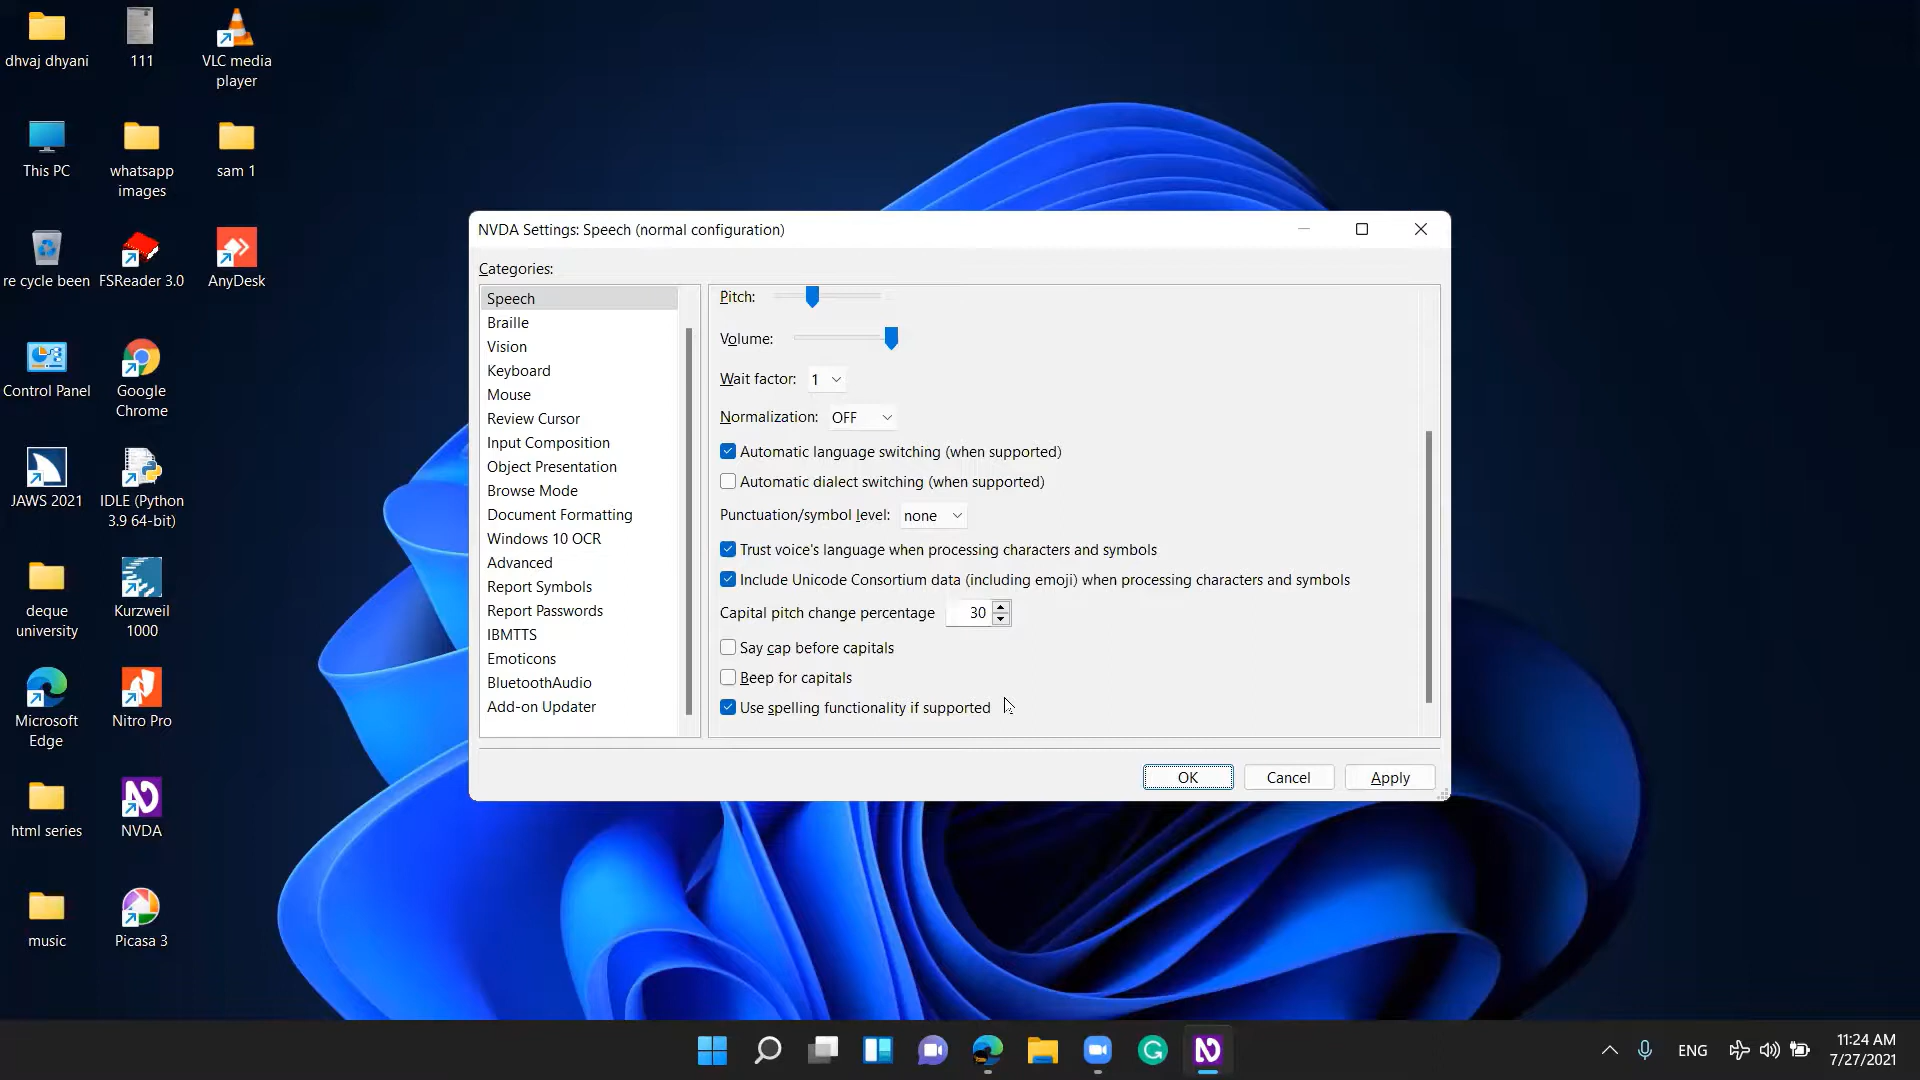 dhvaj dhyani
111
VLC media
player
This PC
whatsapp
images
sam 1
re cycle been
FSReader 3.0
AnyDesk
Control Panel
Google
Chrome
JAWS 2021
IDLE (Python
3.9 64-bit)
deque
university
Kurzweil
1000
Microsoft
Edge
Nitro Pro
html series
NVDA
music
Picasa 3
NVDA Settings: Speech (normal configuration)
Categories:
Speech
Braille
Vision
Keyboard
Mouse
Review Cursor
Input Composition
Object Presentation
Browse Mode
Document Formatting
Windows 10 OCR
Advanced
Report Symbols
Report Passwords
IBMTTS
Emoticons
BluetoothAudio
Add-on Updater
Pitch:
Volume:
Wait factor: 1
Normalization: OFF
Automatic language switching (when supported)
Automatic dialect switching (when supported)
Punctuation/symbol level: none
Trust voice's language when processing characters and symbols
Include Unicode Consortium data (including emoji) when processing characters and symbols
Capital pitch change percentage 30
Say cap before capitals
Beep for capitals
Use spelling functionality if supported
OK Cancel Apply
ENG
11:24 AM
7/27/2021